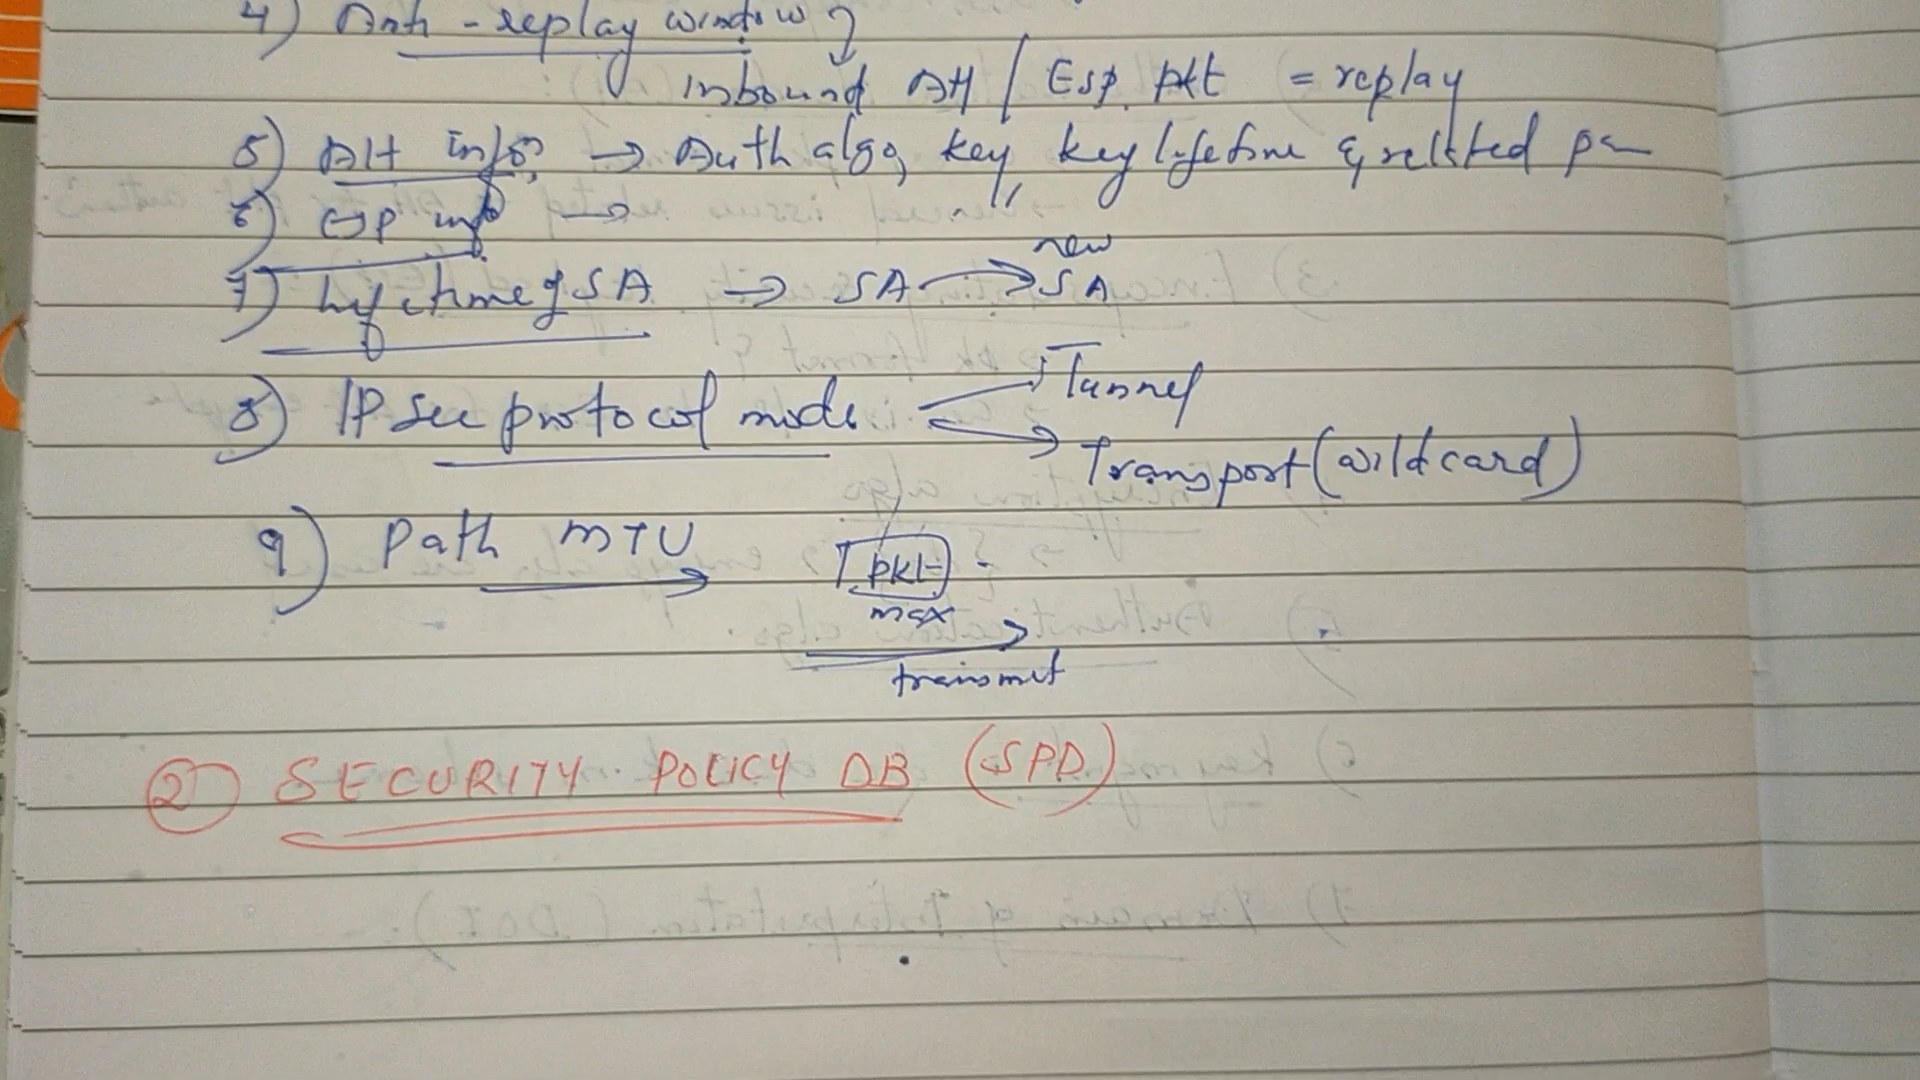 4) Anti-replay window
inbound AH / ESP. pkt = replay
5) AH info → Auth algo, key, key lifetime & related pa
6) ESP info → "
7) Lifetime of SA → SA → new SA
8) IPsec protocol mode → Tunnel
→ Transport (wildcard)
9) Path MTU → pkt
max
transmit
② SECURITY POLICY DB (SPD)